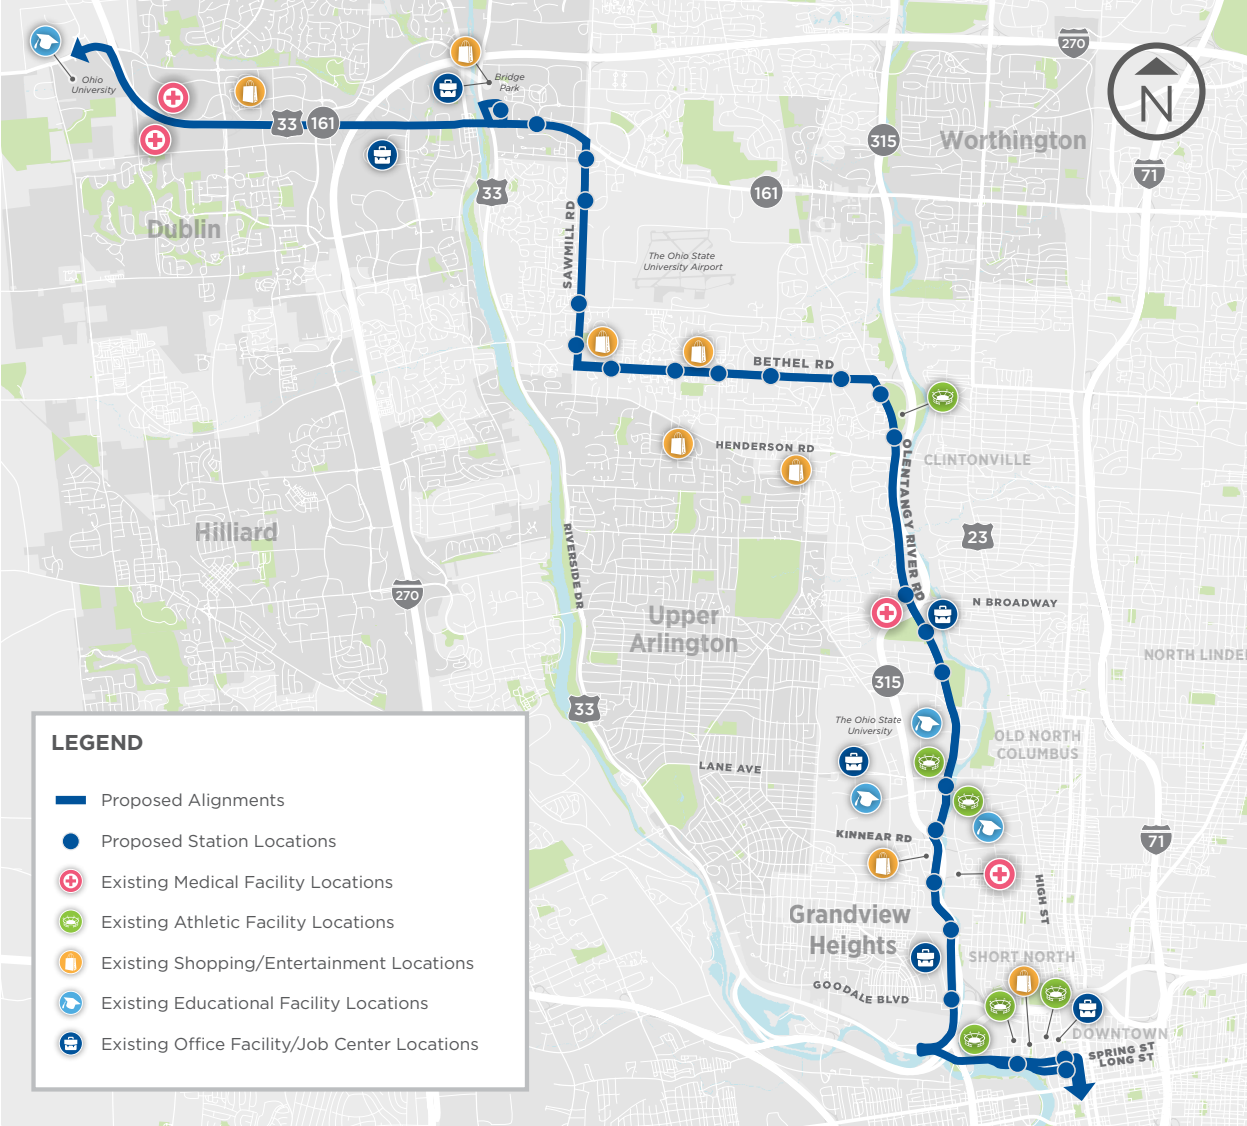 270
N
Ohio
University
Bridge
Park
33
161
315
Worthington
71
33
161
Dublin
SAWMILL RD
The Ohio State
University Airport
BETHEL RD
HENDERSON RD
CLINTONVILLE
OLENTANGY RIVER RD
Hilliard
23
RIVERSIDE DR
270
N BROADWAY
Upper
Arlington
NORTH LINDE
315
33
The Ohio State
University
OLD NORTH
COLUMBUS
LANE AVE
KINNEAR RD
71
HIGH ST
Grandview
Heights
SHORT NORTH
GOODALE BLVD
DOWNTOWN
SPRING ST
LONG ST
LEGEND
Proposed Alignments
Proposed Station Locations
Existing Medical Facility Locations
Existing Athletic Facility Locations
Existing Shopping/Entertainment Locations
Existing Educational Facility Locations
Existing Office Facility/Job Center Locations